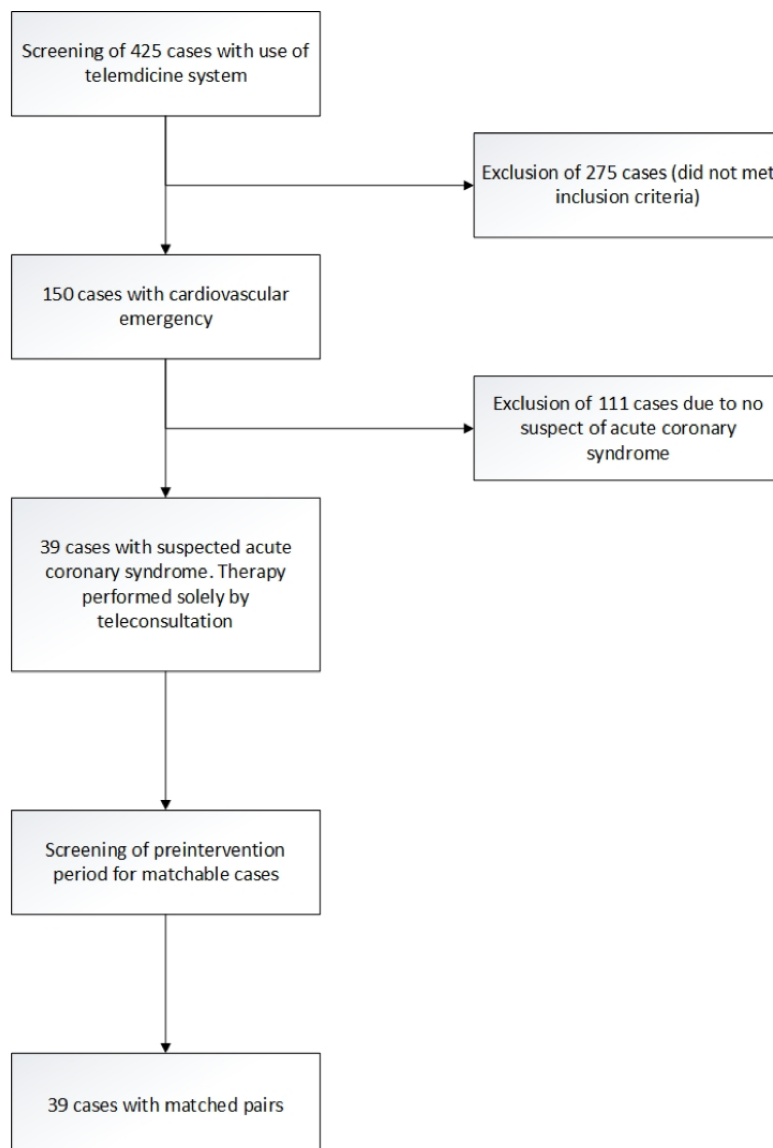 Screening of 425 cases with use of
telemdicine system
Exclusion of 275 cases (did not met
inclusion criteria)
150 cases with cardiovascular
emergency
Exclusion of 111 cases due to no
suspect of acute coronary
syndrome
39 cases with suspected acute
coronary syndrome. Therapy
performed solely by
teleconsultation
Screening of preintervention
period for matchable cases
39 cases with matched pairs